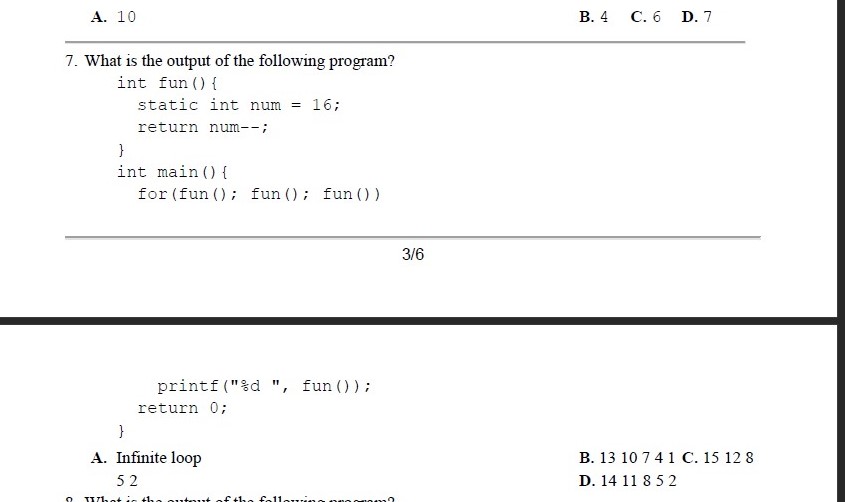 A. 10 B. 4 C. 6 D. 7
7. What is the output of the following program?
int fun(){
static int num = 16;
return num--;
}
int main(){
for(fun(); fun(); fun())
3/6
printf("%d ", fun());
return 0;
}
A. Infinite loop B. 13 10 7 4 1 C. 15 12 8
5 2 D. 14 11 8 5 2
8. What is the output of the following program?